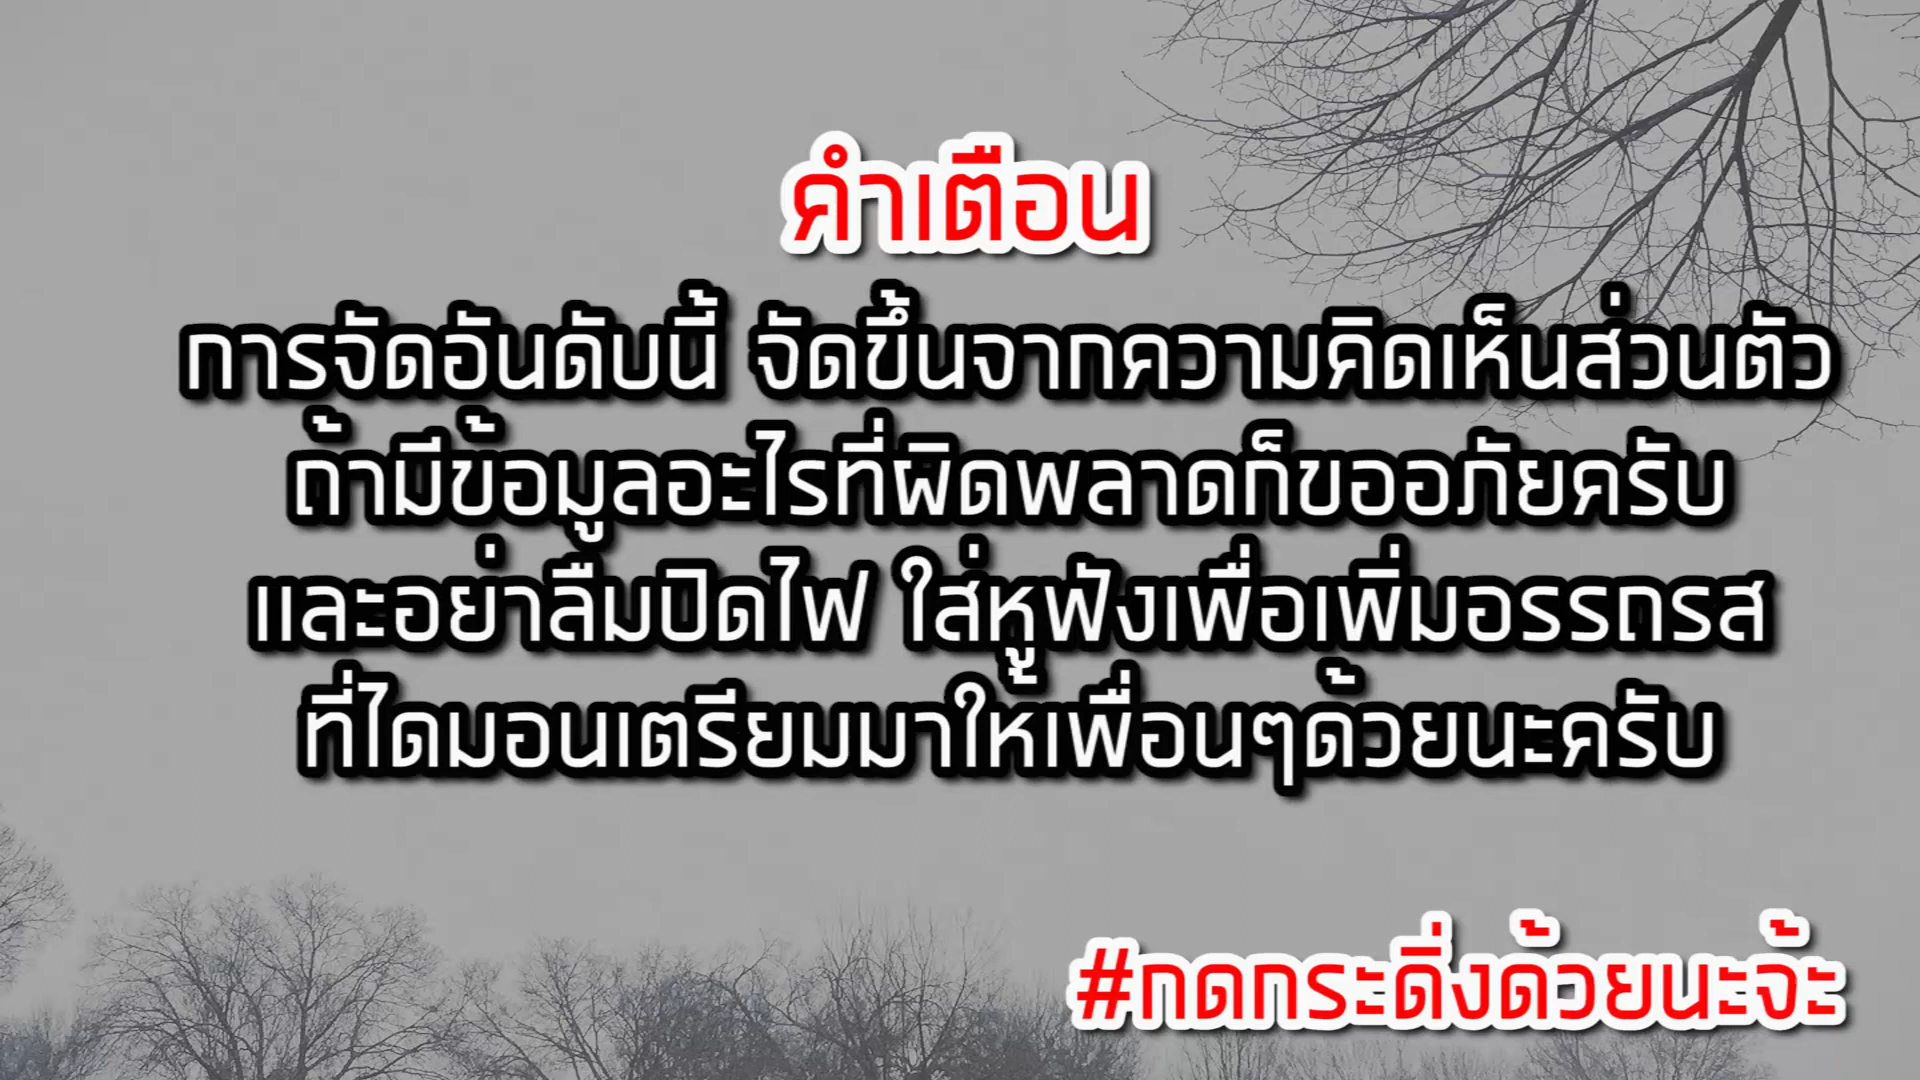 คำเตือน
การจัดอันดับนี้ จัดขึ้นจากความคิดเห็นส่วนตัว
ถ้ามีข้อมูลอะไรที่ผิดพลาดก็ขออภัยครับ
และอย่าลืมปิดไฟ ใส่หูฟังเพื่อเพิ่มอรรถรส
ที่ไดมอนเตรียมมาให้เพื่อนๆด้วยนะครับ
#กดกระดิ่งด้วยนะจ้ะ